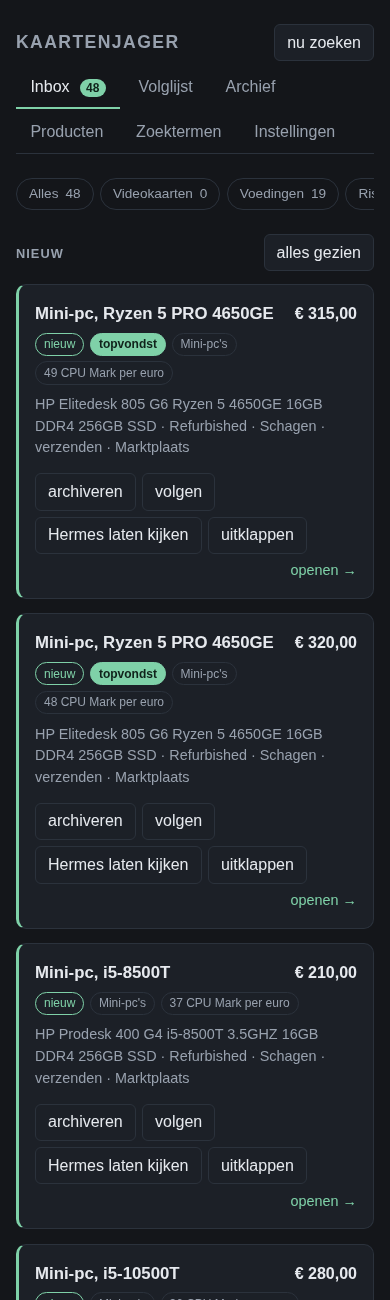 KAARTENJAGER
nu zoeken
Inbox 48 Volglijst Archief
Producten Zoektermen Instellingen
Alles 48 Videokaarten 0 Voedingen 19 Ris
NIEUW
alles gezien
Mini-pc, Ryzen 5 PRO 4650GE € 315,00
nieuw topvondst Mini-pc's
49 CPU Mark per euro
HP Elitedesk 805 G6 Ryzen 5 4650GE 16GB
DDR4 256GB SSD · Refurbished · Schagen ·
verzenden · Marktplaats
archiveren volgen
Hermes laten kijken uitklappen
openen →
Mini-pc, Ryzen 5 PRO 4650GE € 320,00
nieuw topvondst Mini-pc's
48 CPU Mark per euro
HP Elitedesk 805 G6 Ryzen 5 4650GE 16GB
DDR4 256GB SSD · Refurbished · Schagen ·
verzenden · Marktplaats
archiveren volgen
Hermes laten kijken uitklappen
openen →
Mini-pc, i5-8500T € 210,00
nieuw Mini-pc's 37 CPU Mark per euro
HP Prodesk 400 G4 i5-8500T 3.5GHZ 16GB
DDR4 256GB SSD · Refurbished · Schagen ·
verzenden · Marktplaats
archiveren volgen
Hermes laten kijken uitklappen
openen →
Mini-pc, i5-10500T € 280,00